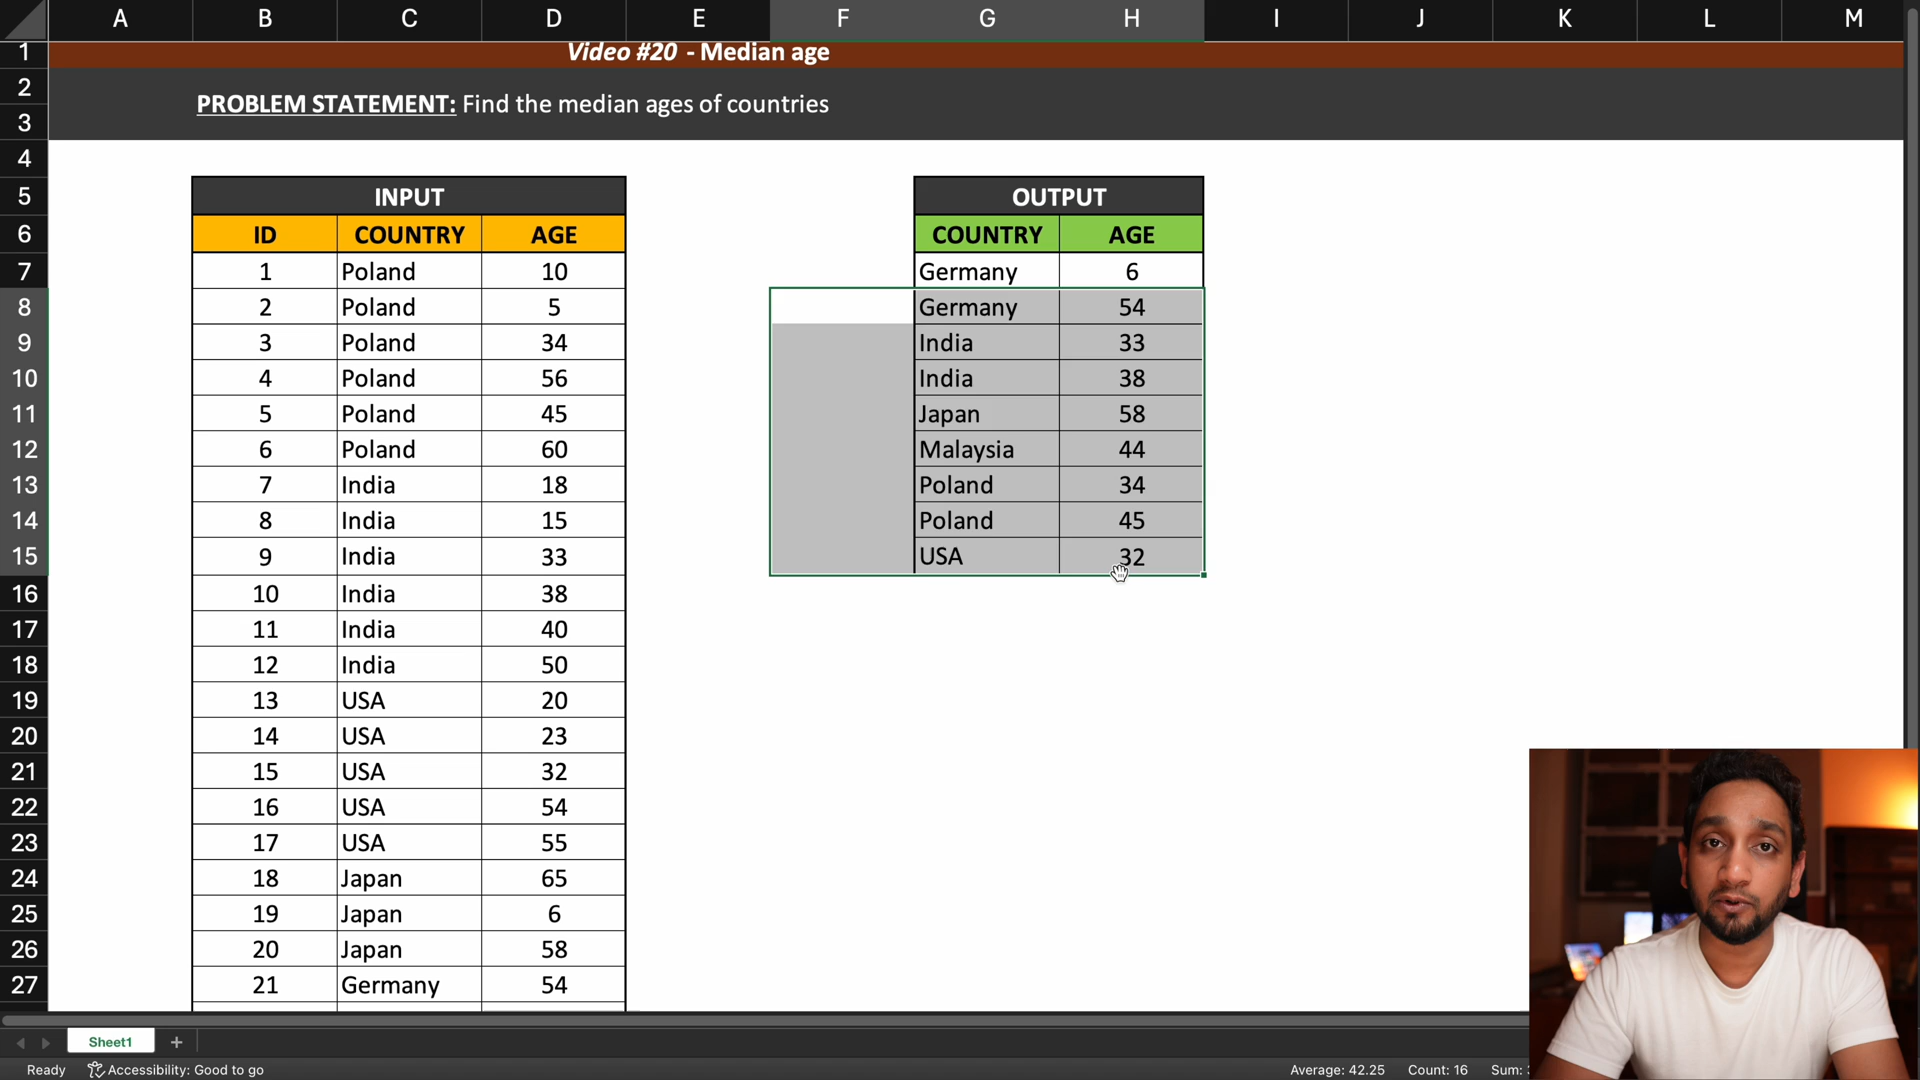 A B C D E F G H I J K L M
1 Video #20 - Median age
2
3 PROBLEM STATEMENT: Find the median ages of countries
4
5 INPUT OUTPUT
6 ID COUNTRY AGE COUNTRY AGE
7 1 Poland 10 Germany 6
8 2 Poland 5 Germany 54
9 3 Poland 34 India 33
10 4 Poland 56 India 38
11 5 Poland 45 Japan 58
12 6 Poland 60 Malaysia 44
13 7 India 18 Poland 34
14 8 India 15 Poland 45
15 9 India 33 USA 32
16 10 India 38
17 11 India 40
18 12 India 50
19 13 USA 20
20 14 USA 23
21 15 USA 32
22 16 USA 54
23 17 USA 55
24 18 Japan 65
25 19 Japan 6
26 20 Japan 58
27 21 Germany 54
Sheet1 +
Ready Accessibility: Good to go Average: 42.25 Count: 16 Sum: